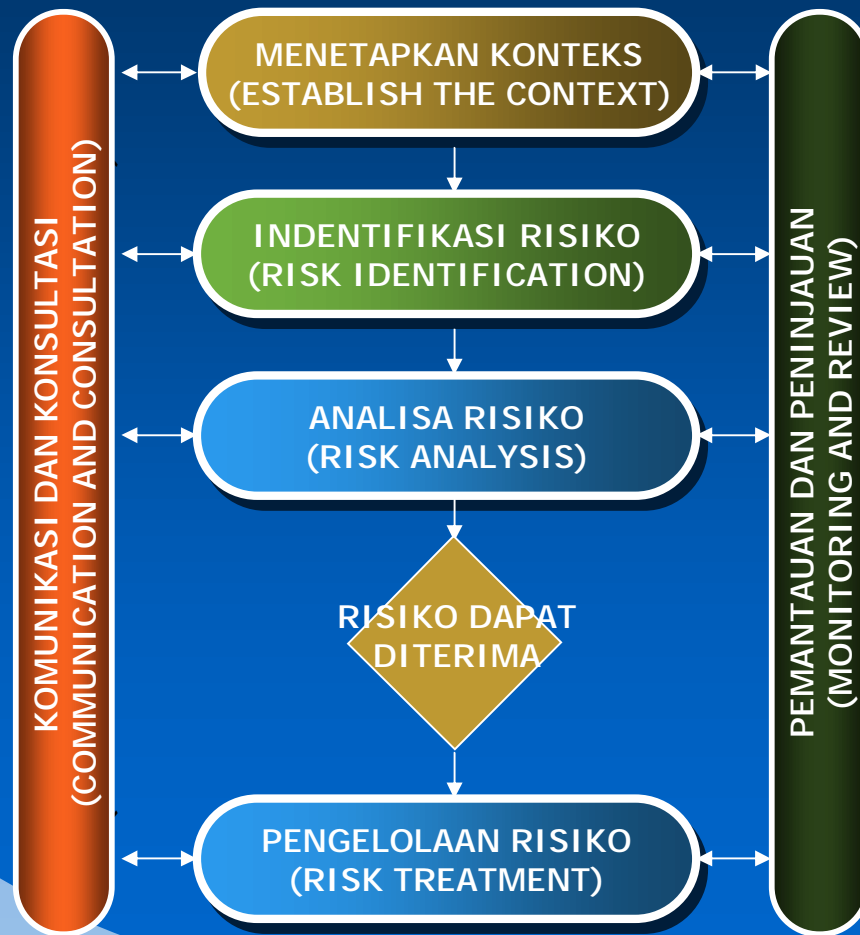 KOMUNIKASI DAN KONSULTASI
(COMMUNICATION AND CONSULTATION)
MENETAPKAN KONTEKS
(ESTABLISH THE CONTEXT)
INDENTIFIKASI RISIKO
(RISK IDENTIFICATION)
ANALISA RISIKO
(RISK ANALYSIS)
RISIKO DAPAT
DITERIMA
PENGELOLAAN RISIKO
(RISK TREATMENT)
PEMANTAUAN DAN PENINJAUAN
(MONITORING AND REVIEW)